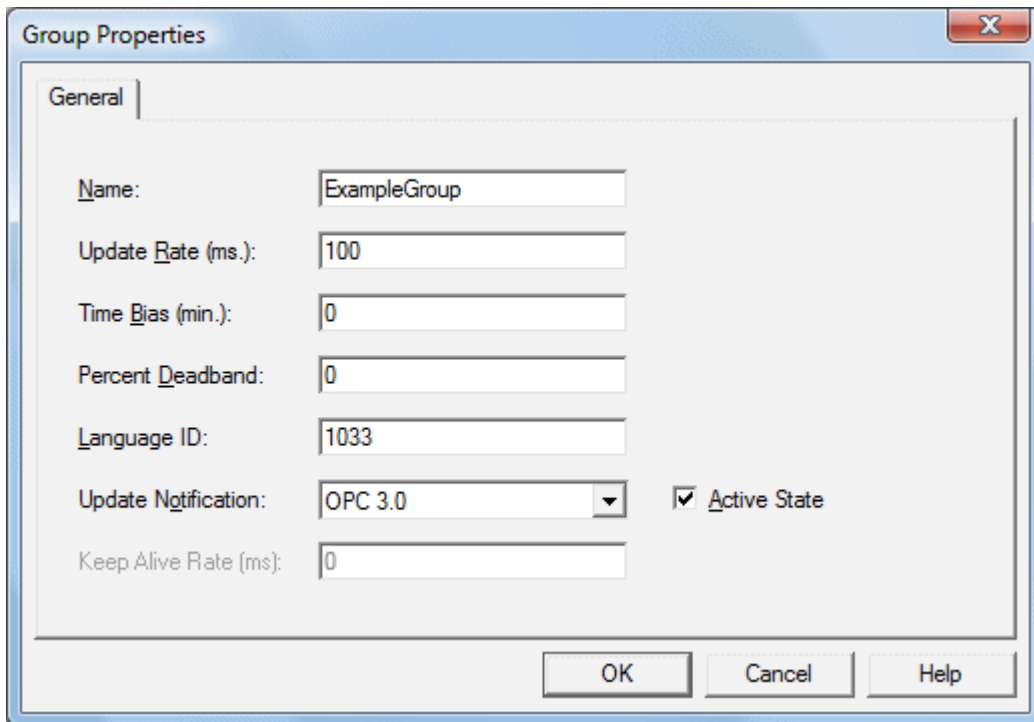 Group Properties
General
Name: ExampleGroup
Update Rate (ms.): 100
Time Bias (min.): 0
Percent Deadband: 0
Language ID: 1033
Update Notification: OPC 3.0 Active State
Keep Alive Rate (ms): 0
OK Cancel Help